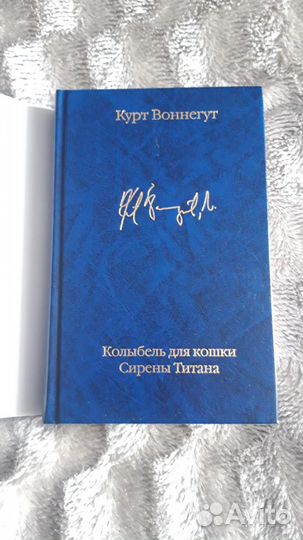 Курт Воннегут
Колыбель для кошки
Сирены Титана
Avito